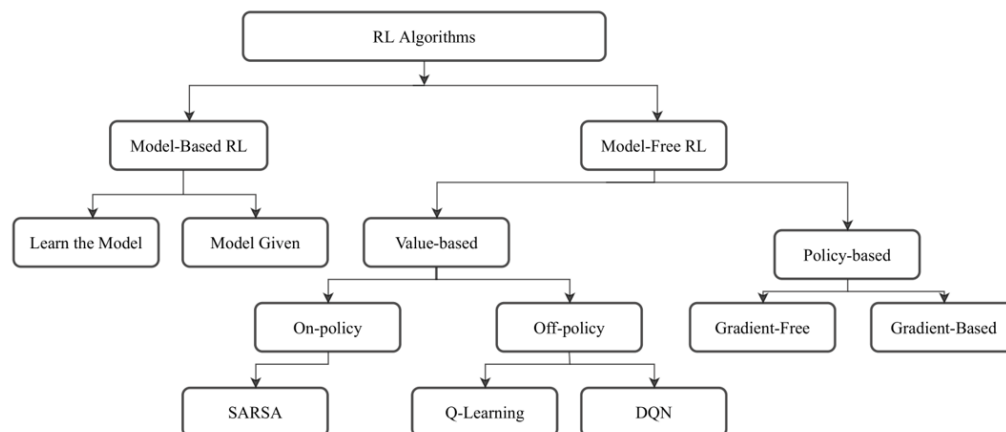 RL Algorithms
Model-Based RL
Model-Free RL
Learn the Model
Model Given
Value-based
Policy-based
On-policy
Off-policy
Gradient-Free
Gradient-Based
SARSA
Q-Learning
DQN